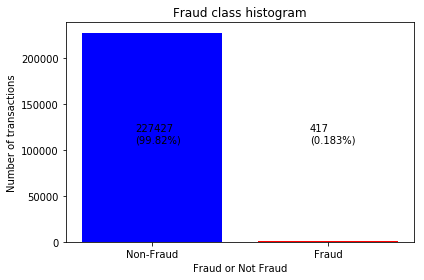 Fraud class histogram
Number of transactions
200000
150000
100000
50000
0
227427
(99.82%)
417
(0.183%)
Non-Fraud
Fraud
Fraud or Not Fraud